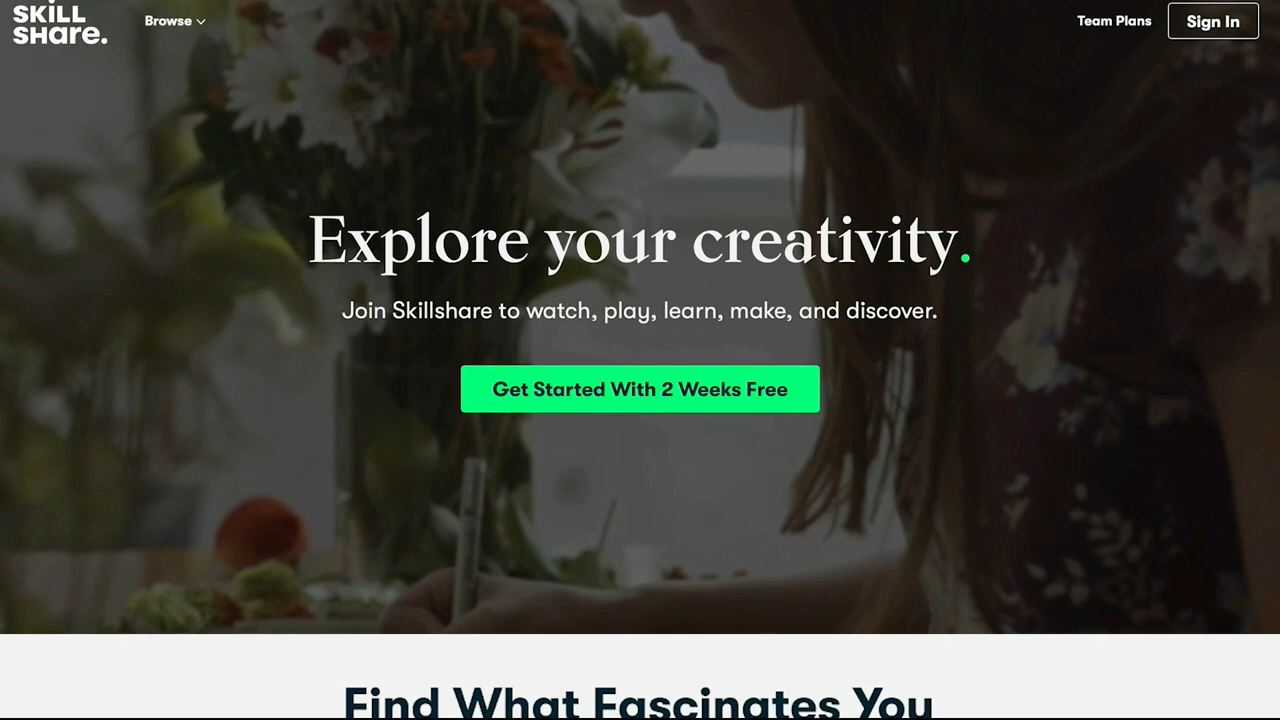 SKiLL
SHare.
Browse
Team Plans
Sign In
Explore your creativity.
Join Skillshare to watch, play, learn, make, and discover.
Get Started With 2 Weeks Free
Find What Fascinates You